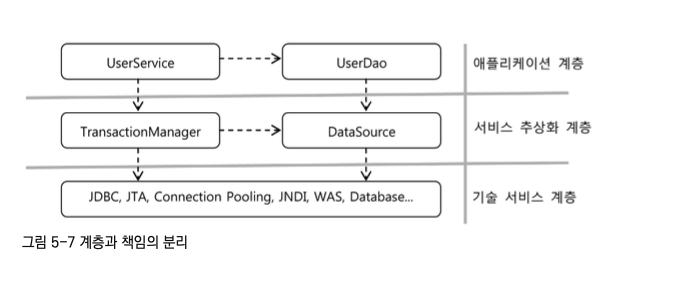 UserService
UserDao
애플리케이션 계층
TransactionManager
DataSource
서비스 추상화 계층
JDBC, JTA, Connection Pooling, JNDI, WAS, Database...
기술 서비스 계층
그림 5-7 계층과 책임의 분리